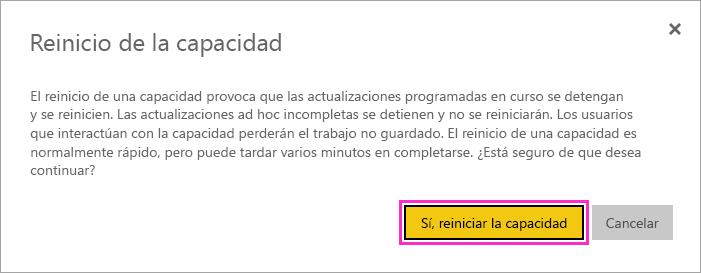 Reinicio de la capacidad
El reinicio de una capacidad provoca que las actualizaciones programadas en curso se detengan
y se reinicien. Las actualizaciones ad hoc incompletas se detienen y no se reiniciarán. Los usuarios
que interactúan con la capacidad perderán el trabajo no guardado. El reinicio de una capacidad es
normalmente rápido, pero puede tardar varios minutos en completarse. ¿Está seguro de que desea
continuar?
Sí, reiniciar la capacidad
Cancelar